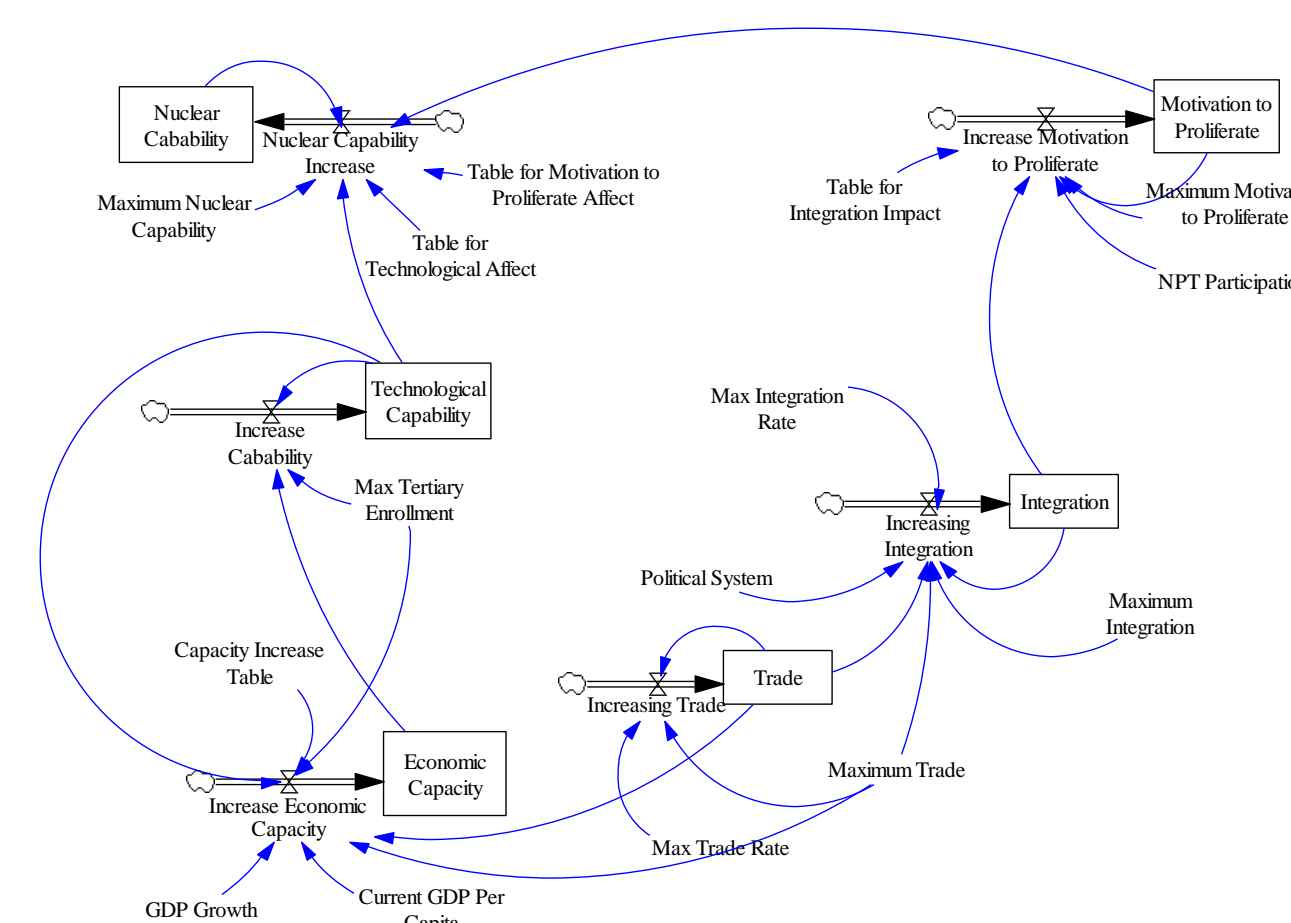 Nuclear
Cabability
Nuclear Capability
Increase
Motivation to
Proliferate
Increase Motivation
to Proliferate
Table for Motivation to
Proliferate Affect
Maximum Nuclear
Capability
Table for
Technological Affect
Table for
Integration Impact
Maximum Motiva
to Proliferate
NPT Participati
Technological
Capability
Increase
Cabability
Max Tertiary
Enrollment
Max Integration
Rate
Integration
Increasing
Integration
Political System
Maximum
Integration
Capacity Increase
Table
Trade
Increasing Trade
Economic
Capacity
Increase Economic
Capacity
Maximum Trade
Max Trade Rate
GDP Growth
Current GDP Per
Capita